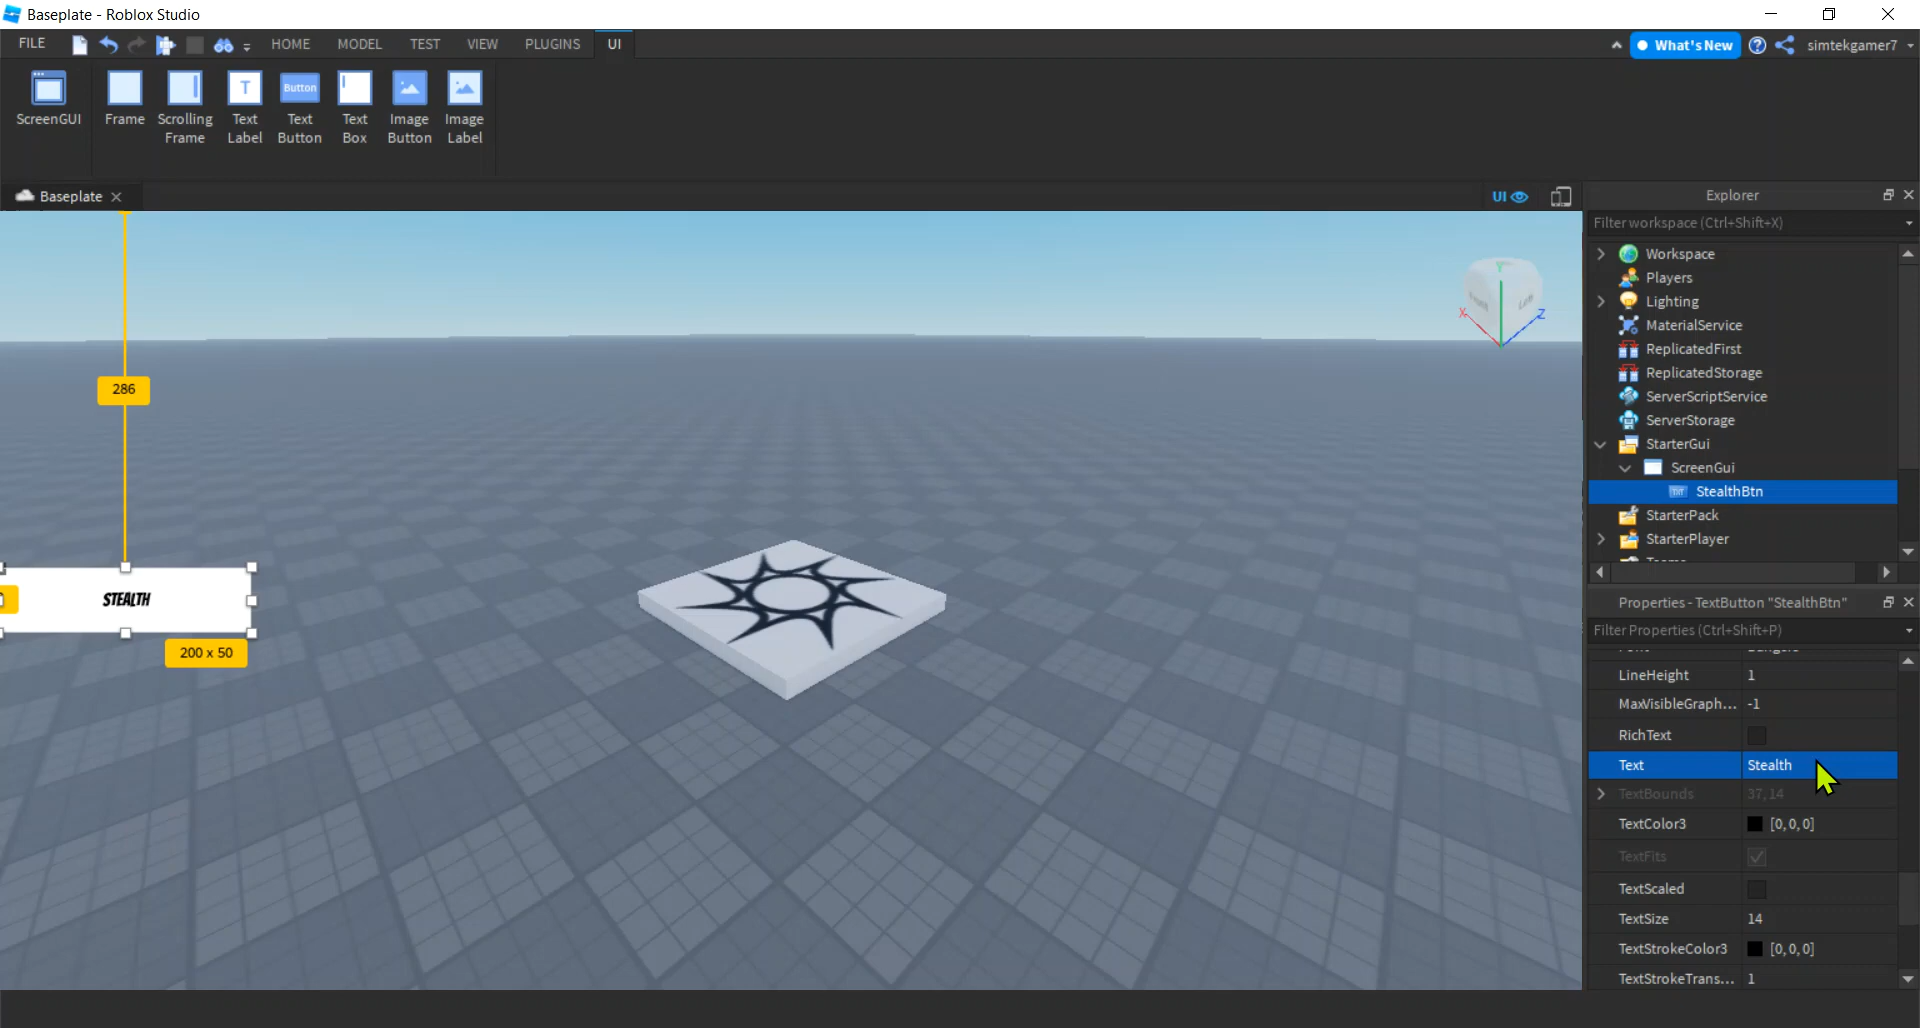 Baseplate - Roblox Studio
FILE
HOME
MODEL
TEST
VIEW
PLUGINS
UI
What's New
simtekgamer7
ScreenGUI
Frame
Scrolling
Frame
Text
Label
Button
Text
Button
Text
Box
Image
Button
Image
Label
T
Baseplate
UI
Explorer
Filter workspace (Ctrl+Shift+X)
Workspace
Players
Lighting
MaterialService
ReplicatedFirst
ReplicatedStorage
ServerScriptService
ServerStorage
StarterGui
ScreenGui
TXT
StealthBtn
StarterPack
StarterPlayer
Y
X
Z
286
STEALTH
200 x 50
Properties - TextButton "StealthBtn"
Filter Properties (Ctrl+Shift+P)
LineHeight 1
MaxVisibleGraph... -1
RichText
Text Stealth
TextBounds 37,14
TextColor3 [0,0,0]
TextFits
TextScaled
TextSize 14
TextStrokeColor3 [0,0,0]
TextStrokeTrans... 1